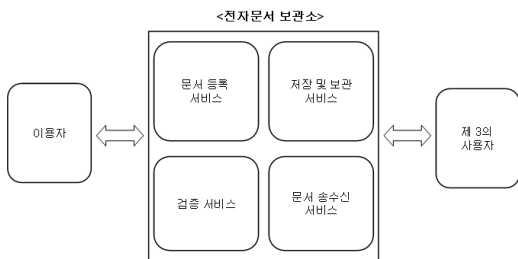 <전자문서 보관소>
문서 등록
서비스
저장 및 보관
서비스
이용자
제 3의
사용자
검증 서비스
문서 송수신
서비스